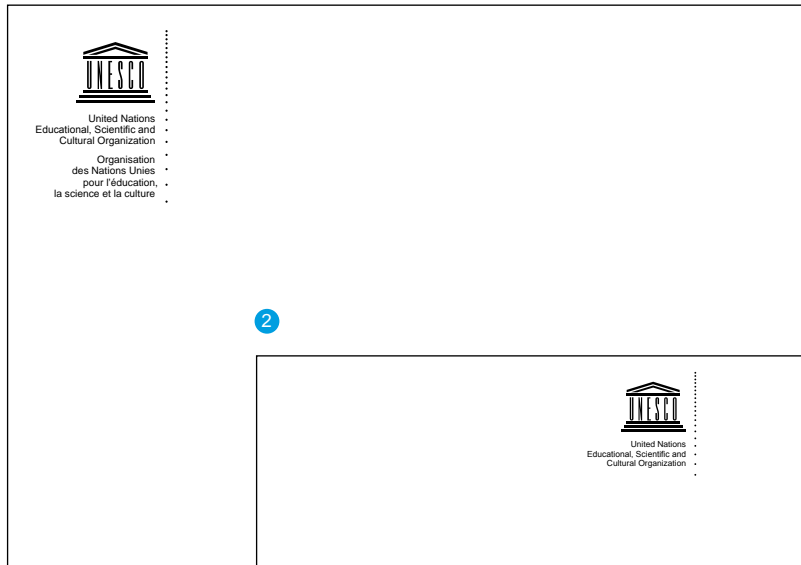 UNESCO
United Nations
Educational, Scientific and
Cultural Organization
Organisation
des Nations Unies
pour l'éducation,
la science et la culture
2
UNESCO
United Nations
Educational, Scientific and
Cultural Organization